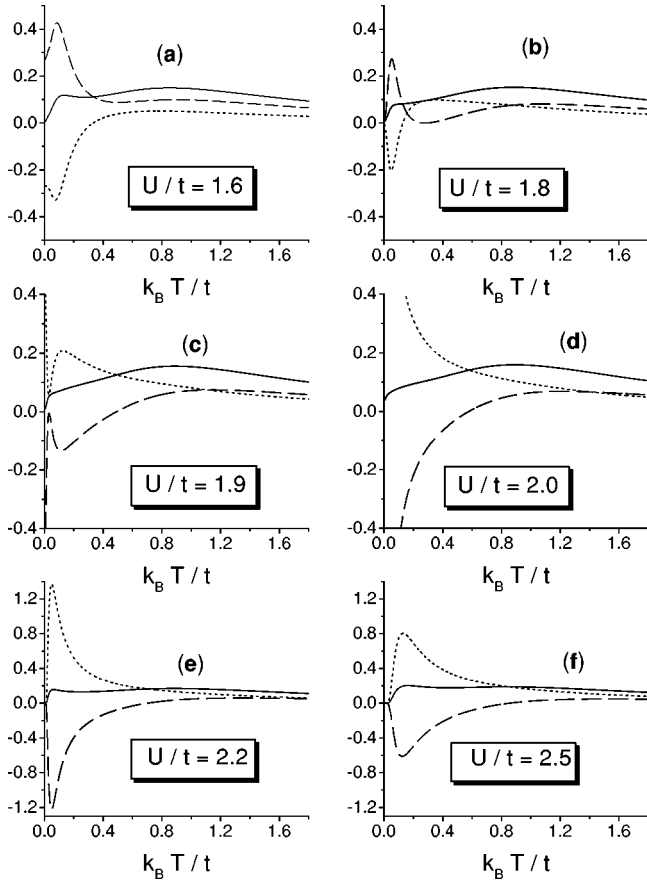 0.4
0.2
0.0
-0.2
-0.4
(a)
U / t = 1.6
0.0 0.4 0.8 1.2 1.6
k_B T / t
0.4
0.2
0.0
-0.2
-0.4
(b)
U / t = 1.8
0.0 0.4 0.8 1.2 1.6
k_B T / t
0.4
0.2
0.0
-0.2
-0.4
(c)
U / t = 1.9
0.0 0.4 0.8 1.2 1.6
k_B T / t
0.4
0.2
0.0
-0.2
-0.4
(d)
U / t = 2.0
0.0 0.4 0.8 1.2 1.6
k_B T / t
1.2
0.8
0.4
0.0
-0.4
-0.8
-1.2
(e)
U / t = 2.2
0.0 0.4 0.8 1.2 1.6
k_B T / t
1.2
0.8
0.4
0.0
-0.4
-0.8
-1.2
(f)
U / t = 2.5
0.0 0.4 0.8 1.2 1.6
k_B T / t